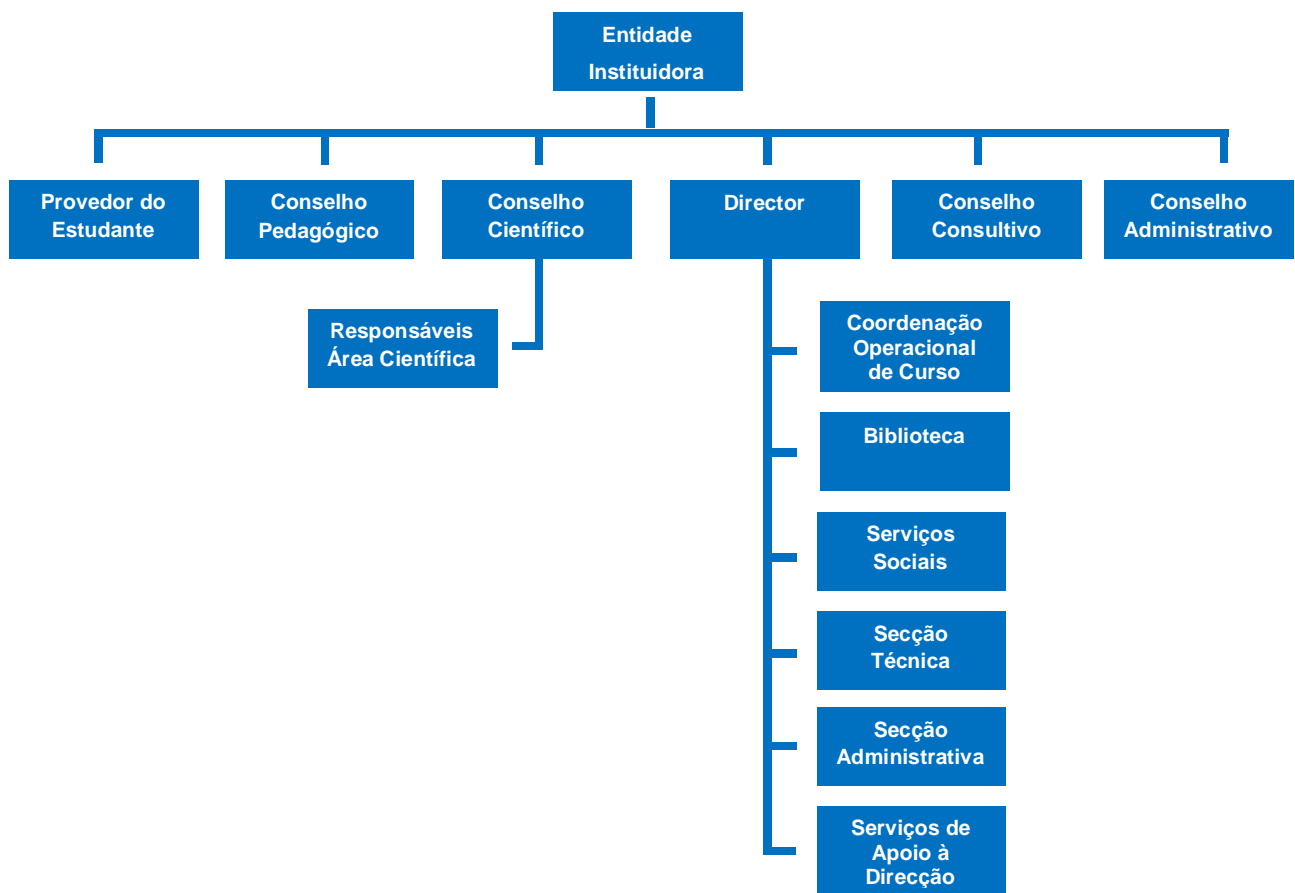 Entidade
Instituidora
Provedor do
Estudante
Conselho
Pedagógico
Conselho
Científico
Director
Conselho
Consultivo
Conselho
Administrativo
Responsáveis
Área Científica
Coordenação
Operacional
de Curso
Biblioteca
Serviços
Sociais
Secção
Técnica
Secção
Administrativa
Serviços de
Apoio à
Direcção